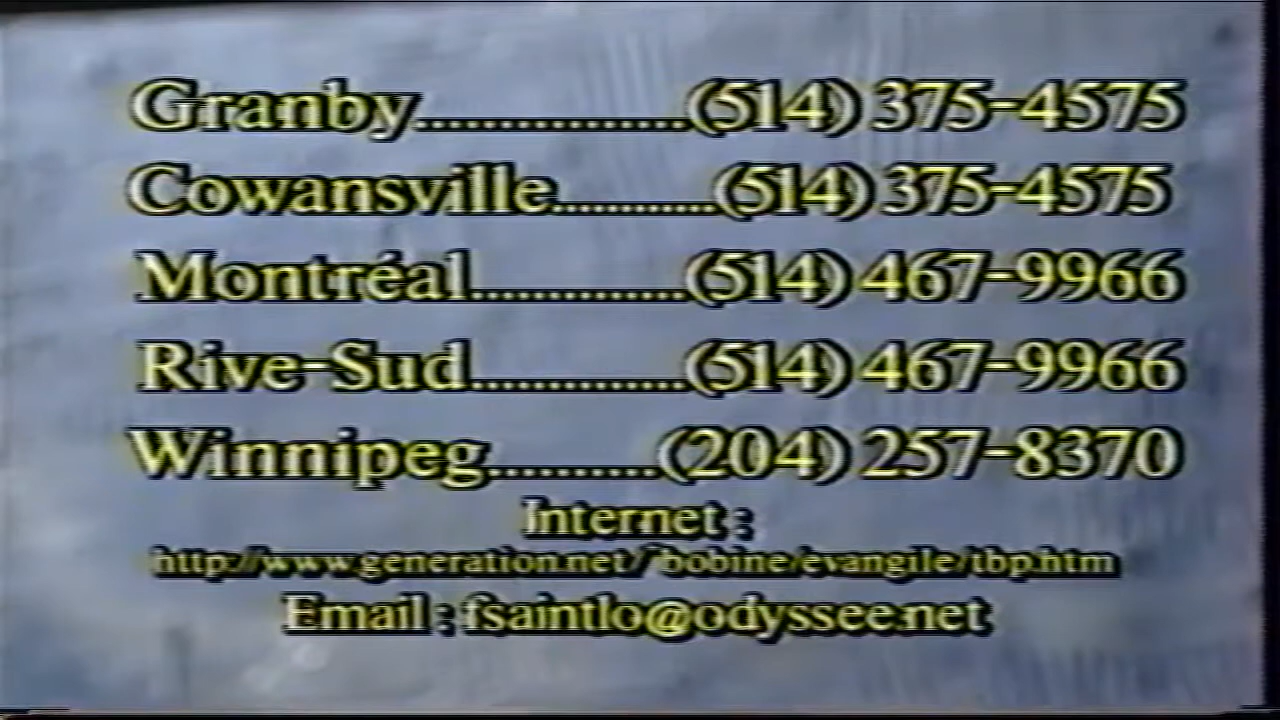 Granby................(514) 375-4575
Cowansville..........(514) 375-4575
Montréal.............(514) 467-9966
Rive-Sud.............(514) 467-9966
Winnipeg..........(204) 257-8370
Internet :
http://www.generation.net/~bobine/evangile/tbp.htm
Email : fsaintlo@odyssee.net